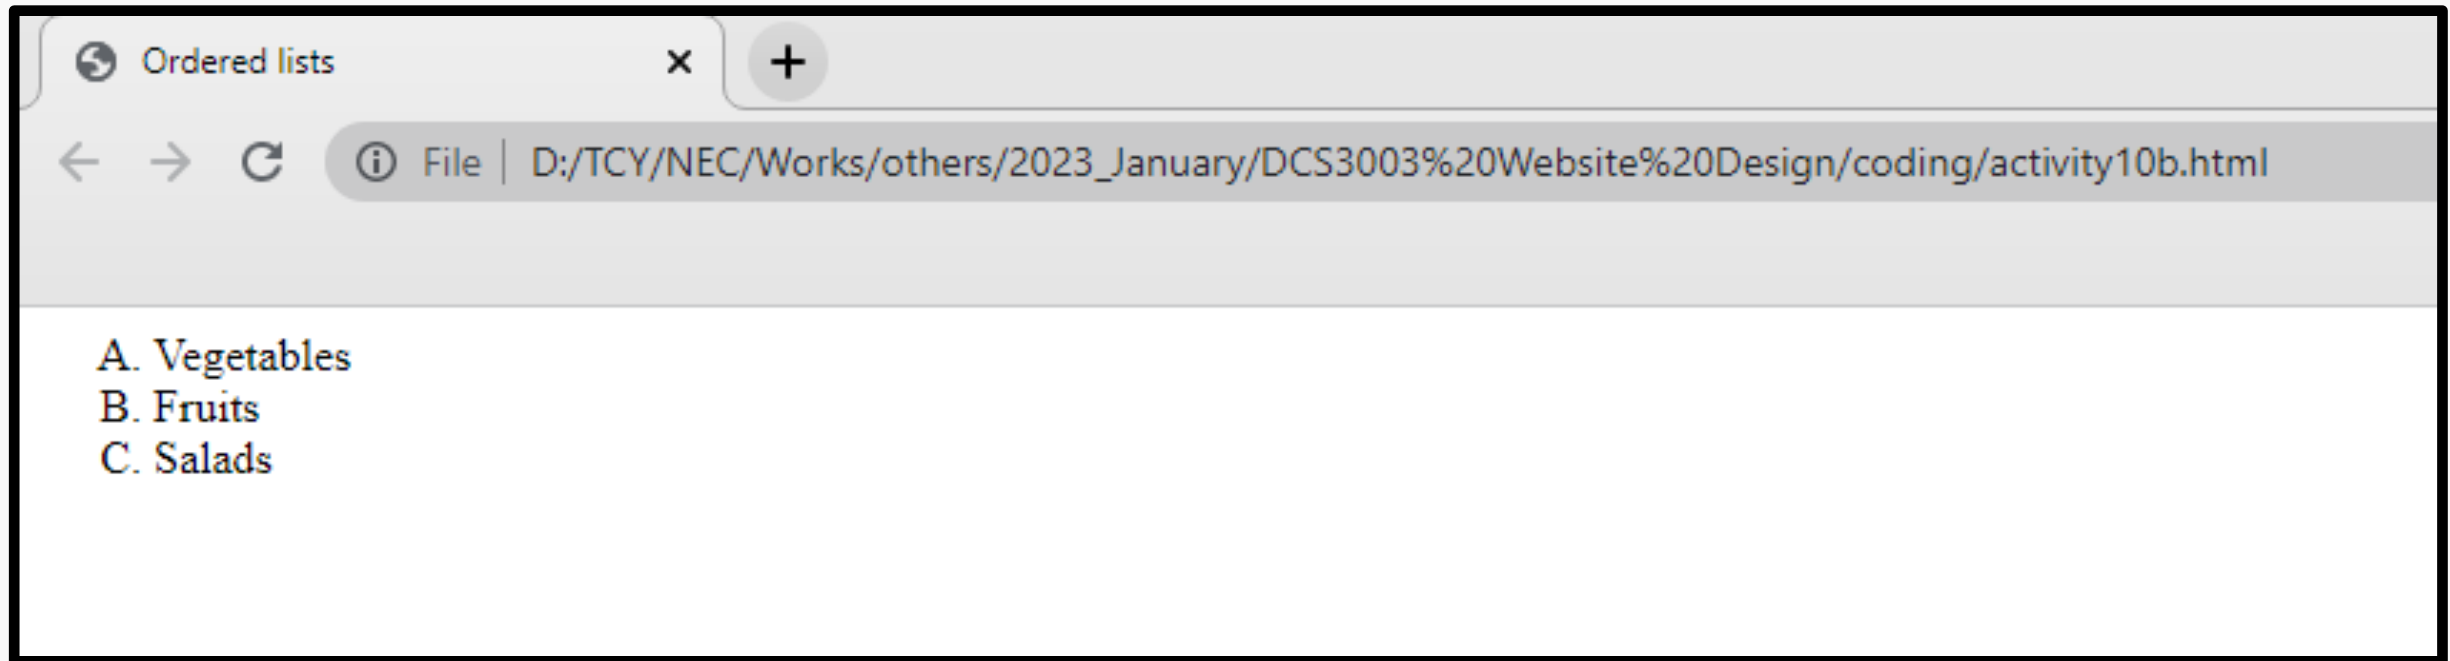 Ordered lists
File D:/TCY/NEC/Works/others/2023_January/DCS3003%20Website%20Design/coding/activity10b.html
A. Vegetables
B. Fruits
C. Salads